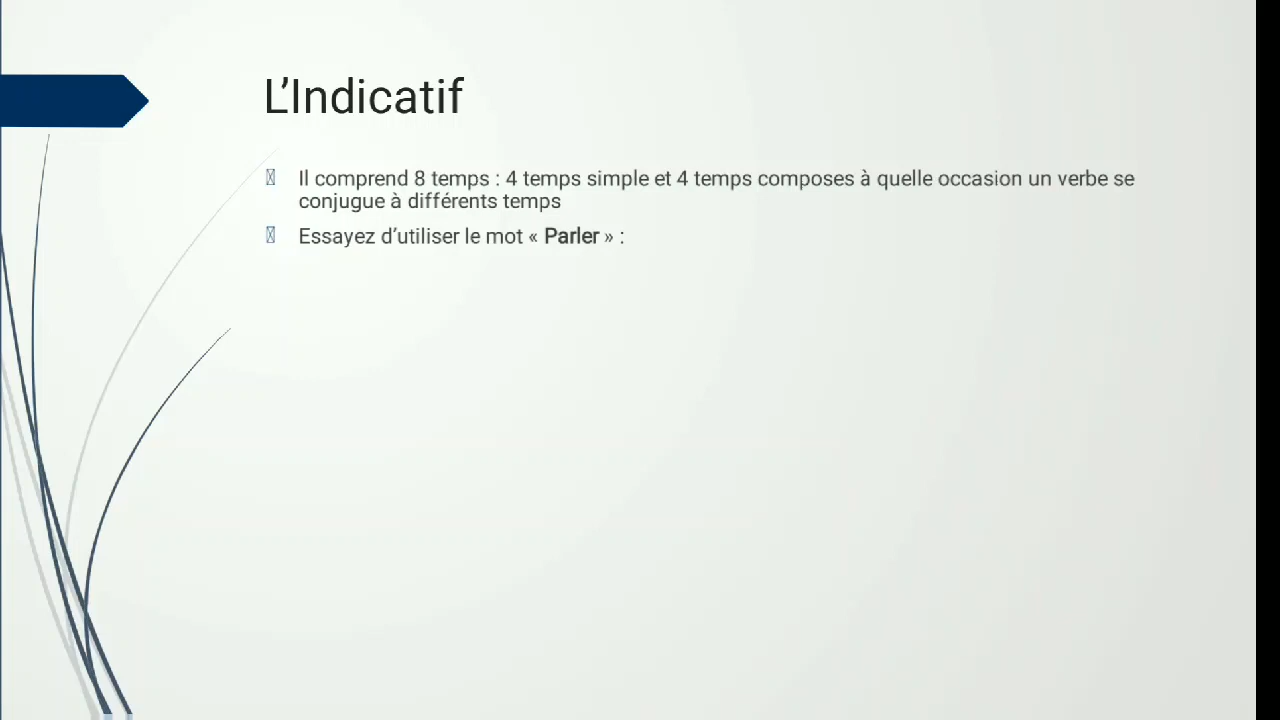 L’Indicatif
Il comprend 8 temps : 4 temps simple et 4 temps composes à quelle occasion un verbe se
conjugue à différents temps
Essayez d’utiliser le mot « Parler » :